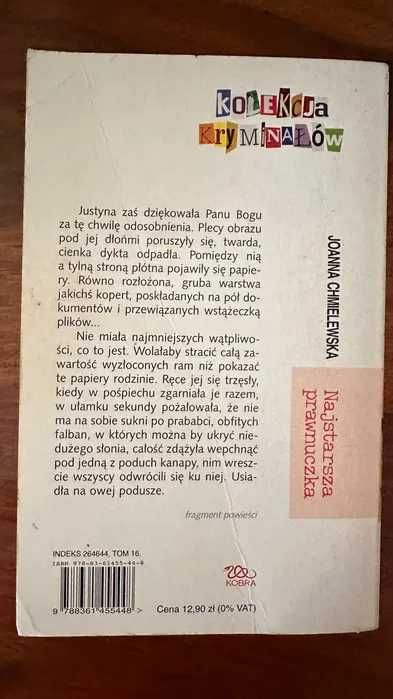 KOLEKCJA
KRYMINAŁÓW
Justyna zaś dziękowała Panu Bogu
za tę chwilę odosobnienia. Plecy obrazu
pod jej dłońmi poruszyły się, twarda,
cienka dykta odpadła. Pomiędzy nią
a tylną stroną płótna pojawiły się papie-
ry. Równo rozłożona, gruba warstwa
jakichś kopert, poskładanych na pół do-
kumentów i przewiązanych wstążeczką
plików...
Nie miała najmniejszych wątpliwo-
ści, co to jest. Wolałaby stracić całą za-
wartość wyzłoconych ram niż pokazać
te papiery rodzinie. Ręce jej się trzęsły,
kiedy w pośpiechu zgarniała je razem,
w ułamku sekundy pożałowała, że nie
ma na sobie sukni po prababci, obfitych
falban, w których można by ukryć nie-
dużego słonia, całość zdążyła wepchnąć
pod jedną z poduch kanapy, nim wresz-
cie wszyscy odwrócili się ku niej. Usia-
dła na owej podusze.
fragment powieści
JOANNA CHMIELEWSKA
Najstarsza
prawnuczka
INDEKS 264644, TOM 16.
ISBN 978-83-61455-44-8
9 788361 455448 >
KOBRA
Cena 12,90 zł (0% VAT)